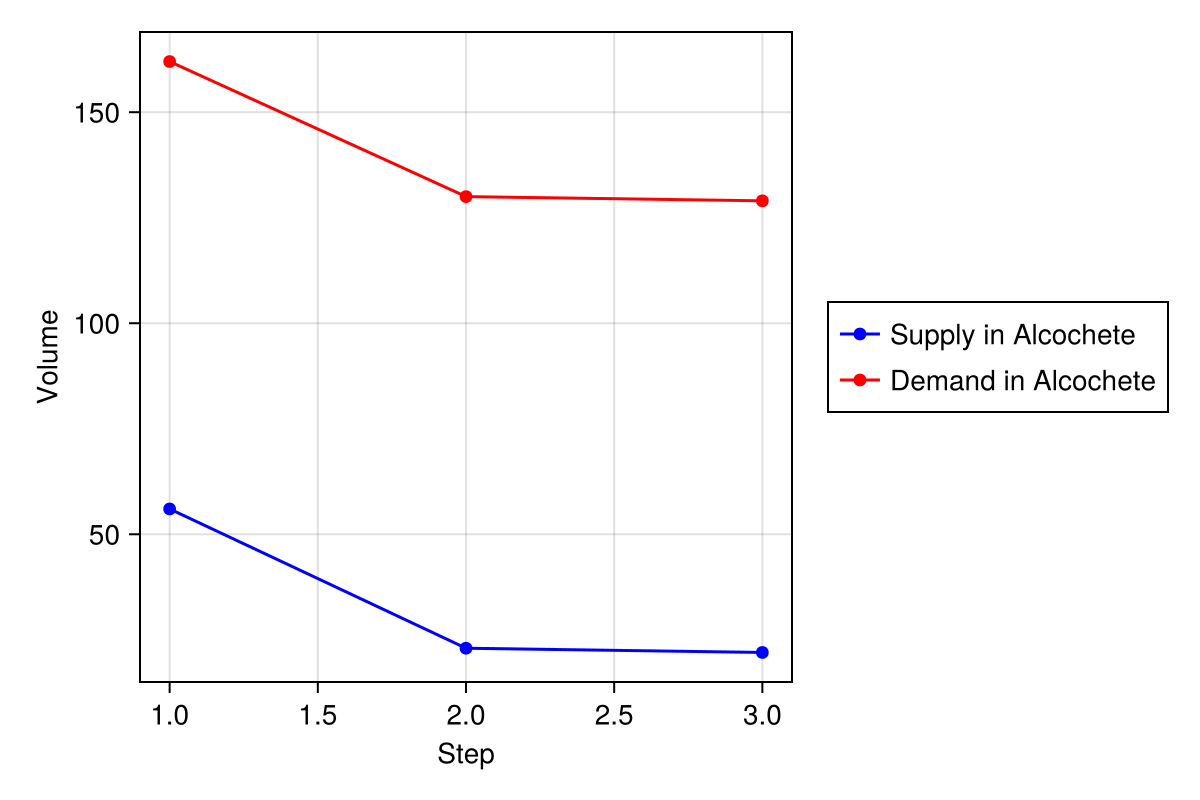 150
100
50
Volume
1.0 1.5 2.0 2.5 3.0
Step
Supply in Alcochete
Demand in Alcochete